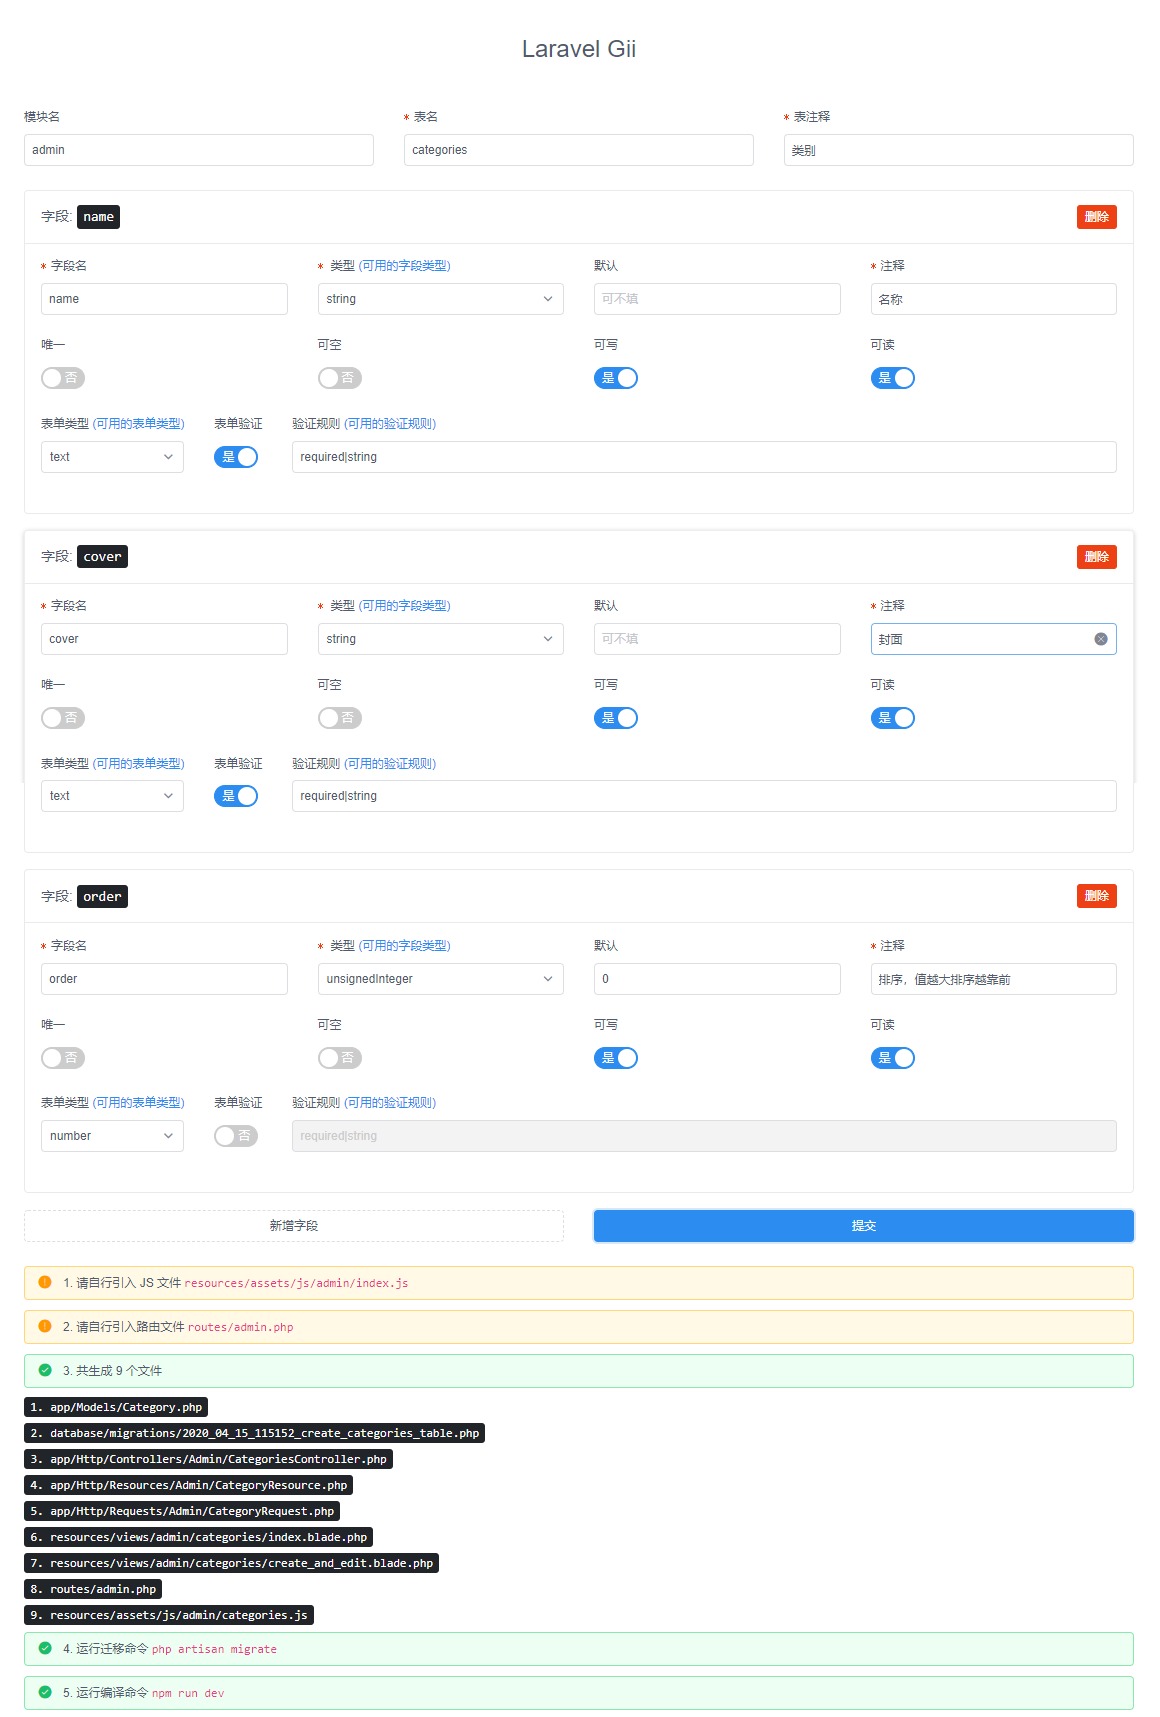 Laravel Gii
模块名 * 表名 * 表注释
admin categories 类别
字段: name 删除
* 字段名 * 类型 (可用的字段类型) 默认 * 注释
name string 可不填 名称
唯一 可空 可写 可读
否 否 是 是
表单类型 (可用的表单类型) 表单验证 验证规则 (可用的验证规则)
text 是 required|string
字段: cover 删除
* 字段名 * 类型 (可用的字段类型) 默认 * 注释
cover string 可不填 封面
唯一 可空 可写 可读
否 否 是 是
表单类型 (可用的表单类型) 表单验证 验证规则 (可用的验证规则)
text 是 required|string
字段: order 删除
* 字段名 * 类型 (可用的字段类型) 默认 * 注释
order unsignedInteger 0 排序，值越大排序越靠前
唯一 可空 可写 可读
否 否 是 是
表单类型 (可用的表单类型) 表单验证 验证规则 (可用的验证规则)
number 否 required|string
新增字段 提交
1. 请自行引入 JS 文件 resources/assets/js/admin/index.js
2. 请自行引入路由文件 routes/admin.php
3. 共生成 9 个文件
1. app/Models/Category.php
2. database/migrations/2020_04_15_115152_create_categories_table.php
3. app/Http/Controllers/Admin/CategoriesController.php
4. app/Http/Resources/Admin/CategoryResource.php
5. app/Http/Requests/Admin/CategoryRequest.php
6. resources/views/admin/categories/index.blade.php
7. resources/views/admin/categories/create_and_edit.blade.php
8. routes/admin.php
9. resources/assets/js/admin/categories.js
4. 运行迁移命令 php artisan migrate
5. 运行编译命令 npm run dev